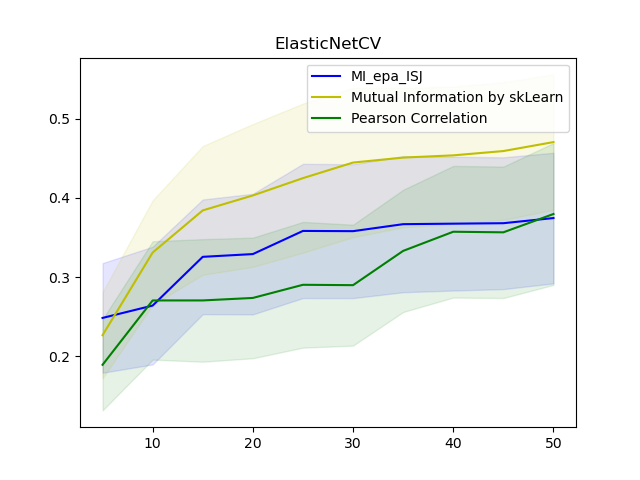 ElasticNetCV
MI_epa_ISJ
Mutual Information by skLearn
Pearson Correlation
0.5
0.4
0.3
0.2
10 20 30 40 50